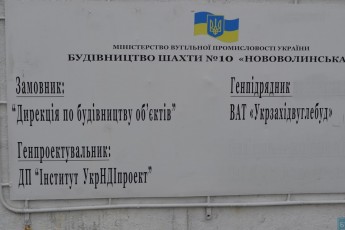 МІНІСТЕРСТВО ВУГІЛЬНОЇ ПРОМИСЛОВОСТІ УКРАЇНИ
БУДІВНИЦТВО ШАХТИ №10 «НОВОВОЛИНСЬКА
Замовник:
"Дирекція по будівництву об'єктів"
Генпроектувальник:
ДП "Інститут УкрНДІпроект"
Генпідрядник
ВАТ «Укрзахідвуглебуд»